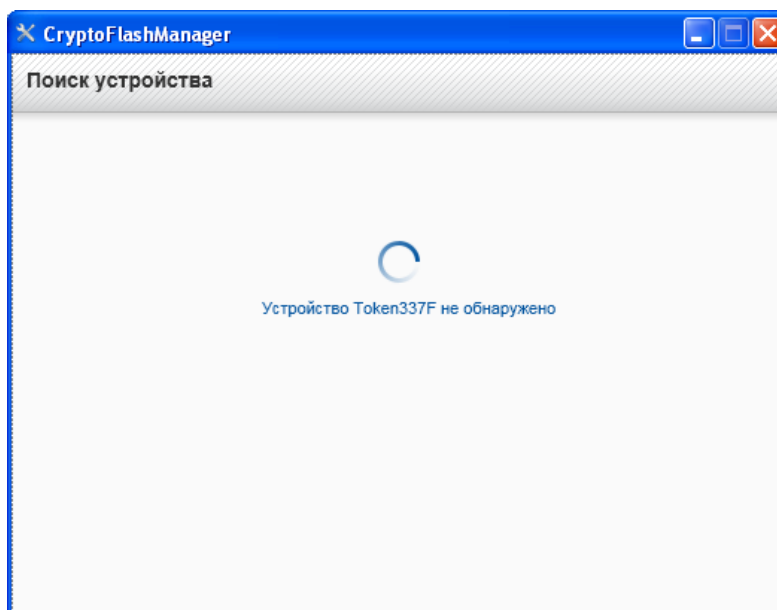 CryptoFlashManager
Поиск устройства
Устройство Token337F не обнаружено